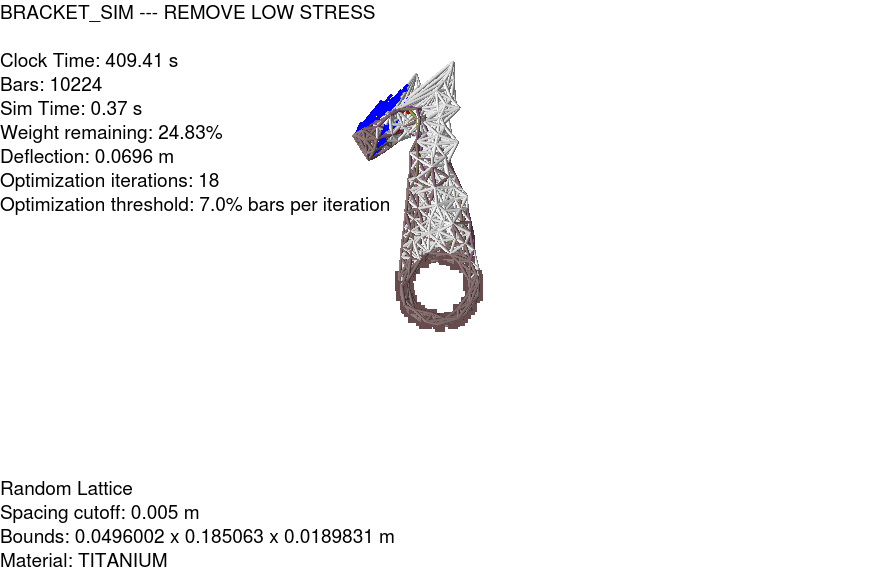 BRACKET_SIM --- REMOVE LOW STRESS
Clock Time: 409.41 s
Bars: 10224
Sim Time: 0.37 s
Weight remaining: 24.83%
Deflection: 0.0696 m
Optimization iterations: 18
Optimization threshold: 7.0% bars per iteration
Random Lattice
Spacing cutoff: 0.005 m
Bounds: 0.0496002 x 0.185063 x 0.0189831 m
Material: TITANIUM